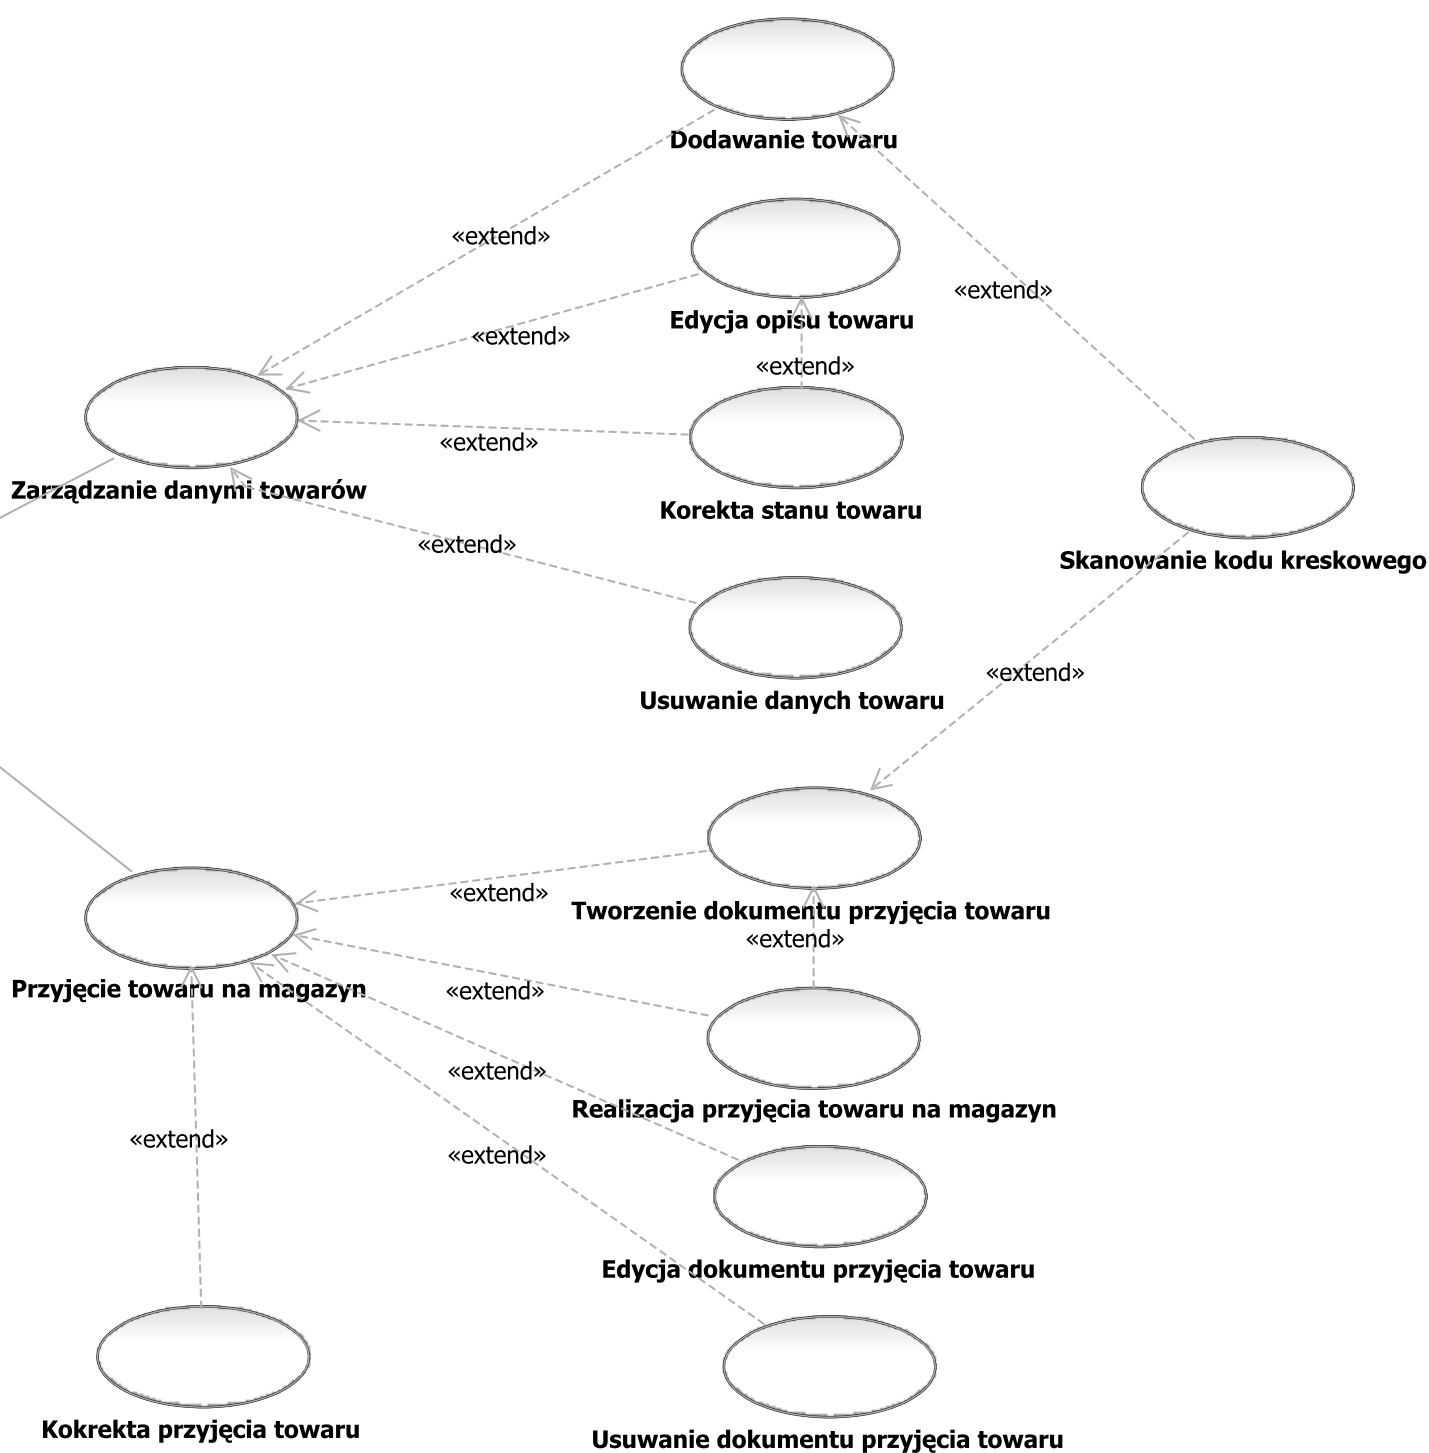 Dodawanie towaru
«extend»
Edycja opisu towaru
«extend»
«extend»
«extend»
«extend»
Zarządzanie danymi towarów
Korekta stanu towaru
«extend»
Skanowanie kodu kreskowego
«extend»
Usuwanie danych towaru
«extend»
Tworzenie dokumentu przyjęcia towaru
«extend»
Przyjęcie towaru na magazyn
«extend»
«extend»
Realizacja przyjęcia towaru na magazyn
«extend»
«extend»
«extend»
Edycja dokumentu przyjęcia towaru
Kokrekta przyjęcia towaru
Usuwanie dokumentu przyjęcia towaru